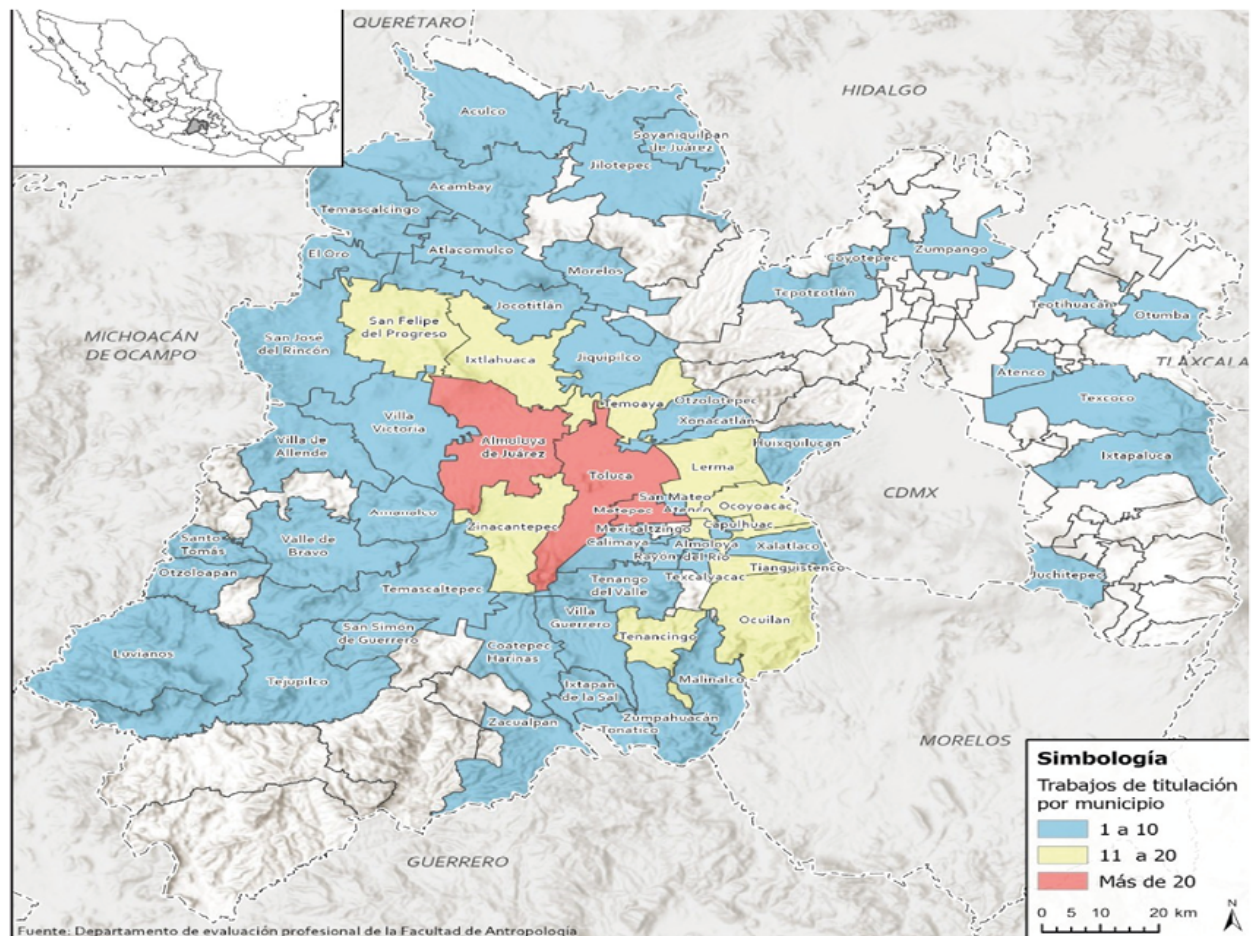 QUERÉTARO
HIDALGO
Aculco
Soyaniquilpan
de Juárez
Jilotepec
Acambay
Temascalcingo
Atlacomulco
El Oro
Morelos
Coyotepec
Zumpango
Tepotzotlán
Teotihuacán
Otumba
Jocotitlán
San Felipe
del Progreso
MICHOACÁN
DE OCAMPO
San José
del Rincón
Ixtlahuaca
Jiquipilco
TLAXCALA
Atenco
Texcoco
Temoaya
Otzolotepec
Xonacatlán
Villa
Victoria
Villa de
Allende
Almoloya
de Juárez
Huixquilucan
Ixtapaluca
Toluca
Lerma
CDMX
San Mateo
Atenco
Metepec
Ocoyoacac
Amanalco
Zinacantepec
Mexicaltzingo
Capulhuac
Calimaya
Almoloya
del Río
Xalatlaco
Rayón
Santo
Tomás
Valle de
Bravo
Tianguistenco
Texcalyacac
Otzoloapan
Juchitepec
Temascaltepec
Tenango
del Valle
Villa
Guerrero
Ocuilan
San Simón
de Guerrero
Tenancingo
Coatepec
Harinas
Luvianos
Tejupilco
Malinalco
Ixtapan
de la Sal
Zacualpan
Zumpahuacán
Tonatico
MORELOS
GUERRERO
Simbología
Trabajos de titulación
por municipio
1 a 10
11 a 20
Más de 20
0 5 10 20 km
N
Fuente: Departamento de evaluación profesional de la Facultad de Antropología